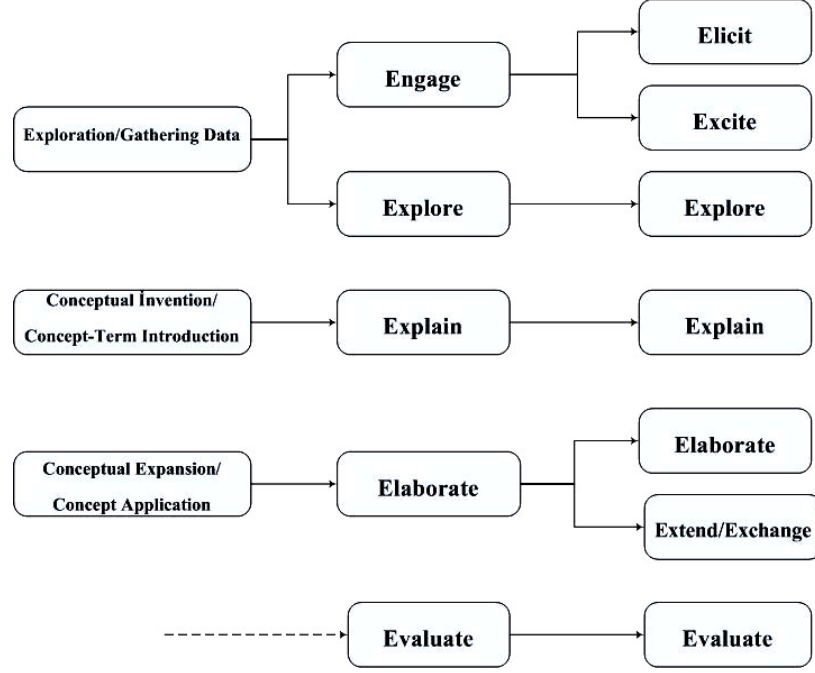 Elicit
Engage
Excite
Exploration/Gathering Data
Explore
Explore
Conceptual İnvention/
Concept-Term Introduction
Explain
Explain
Elaborate
Conceptual Expansion/
Concept Application
Elaborate
Extend/Exchange
Evaluate
Evaluate